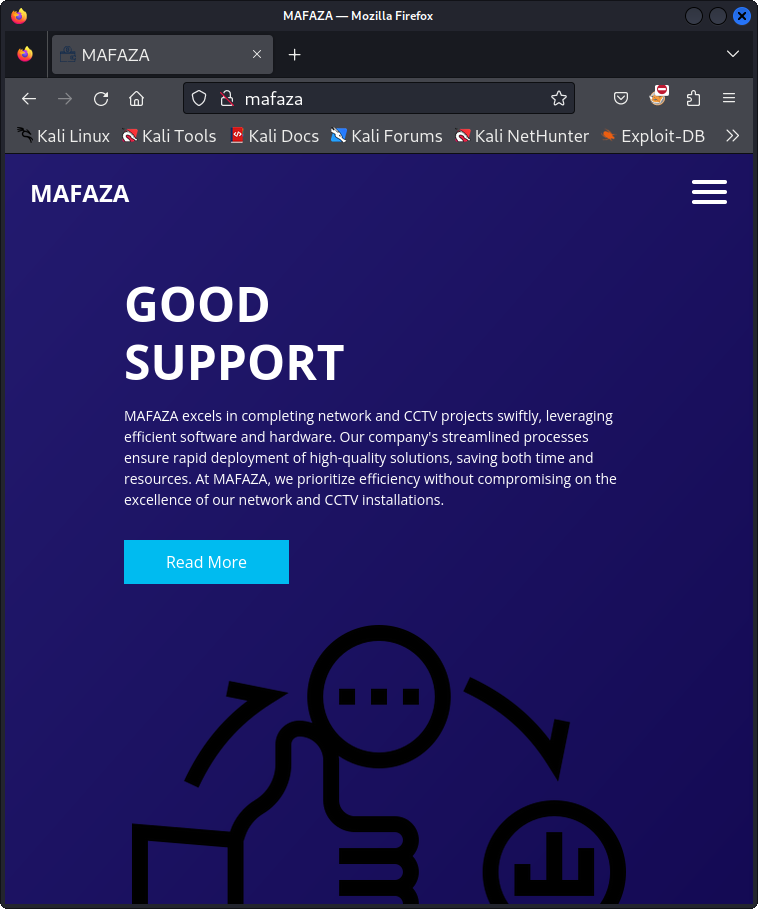 MAFAZA — Mozilla Firefox
MAFAZA
mafaza
Kali Linux Kali Tools Kali Docs Kali Forums Kali NetHunter Exploit-DB
MAFAZA
GOOD
SUPPORT
MAFAZA excels in completing network and CCTV projects swiftly, leveraging
efficient software and hardware. Our company's streamlined processes
ensure rapid deployment of high-quality solutions, saving both time and
resources. At MAFAZA, we prioritize efficiency without compromising on the
excellence of our network and CCTV installations.
Read More